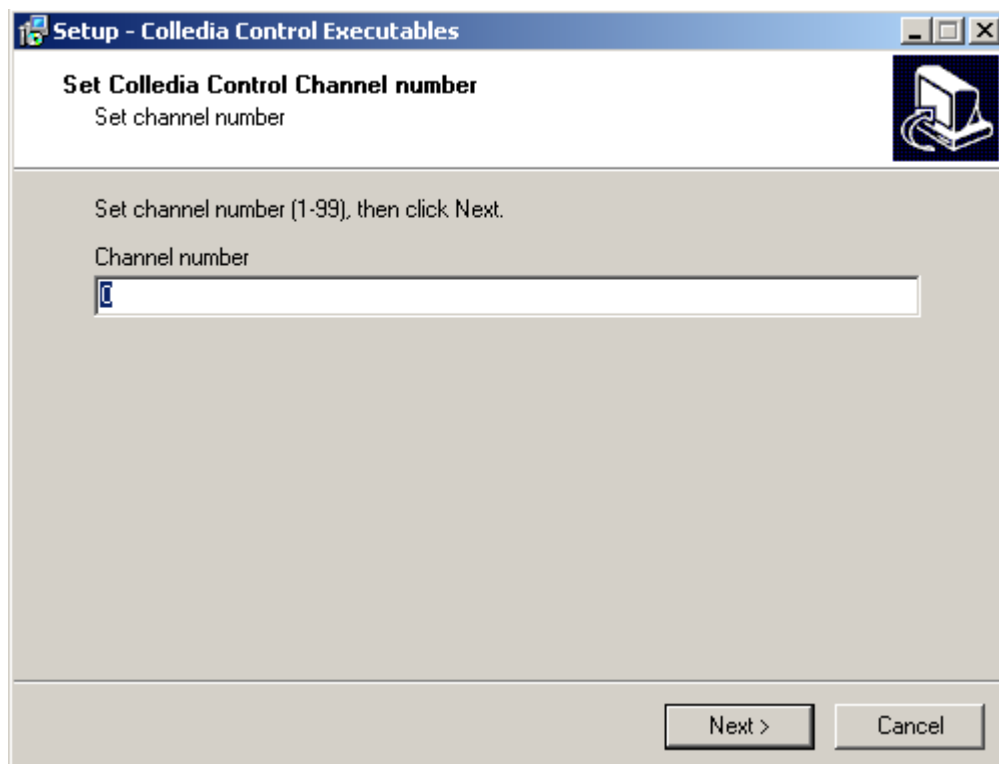 Setup - Colledia Control Executables
Set Colledia Control Channel number
Set channel number
Set channel number (1-99), then click Next.
Channel number
0
Next >
Cancel